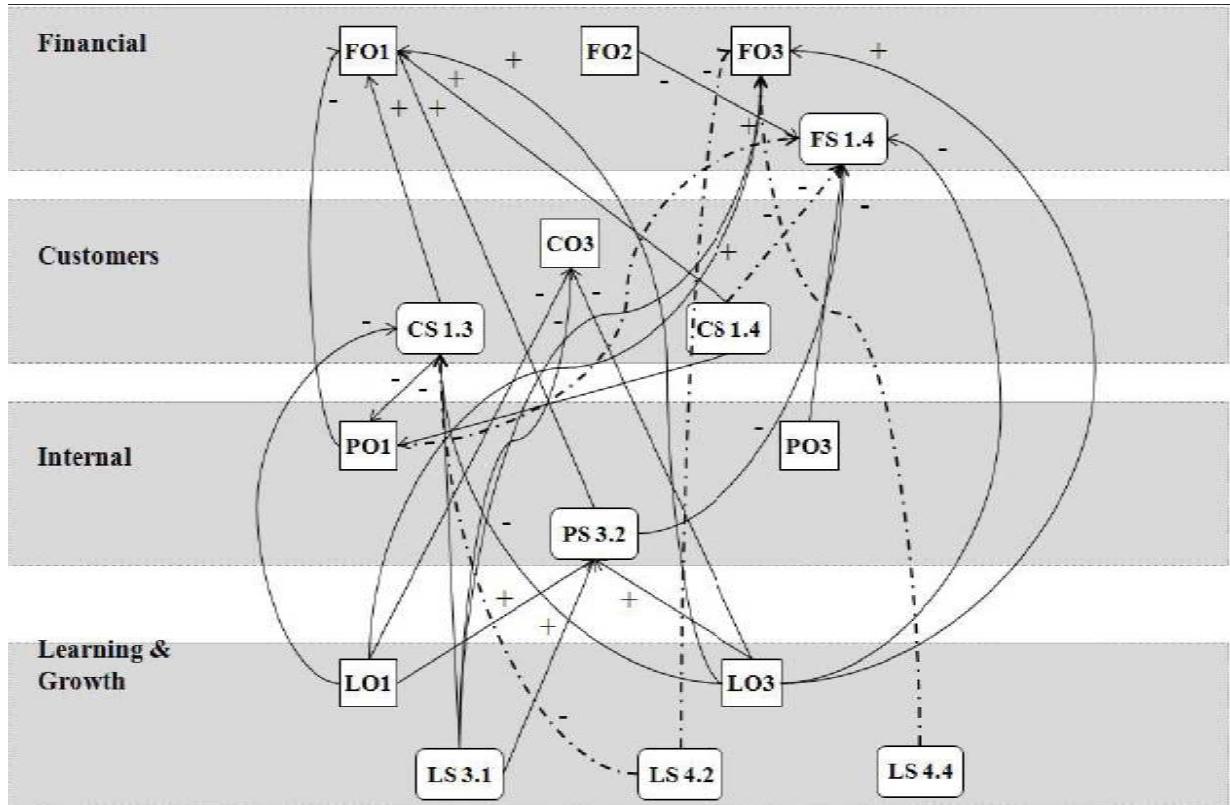 Financial
FO1
FO2
FO3
+
+
-
-
+
-
+
+
+
FS 1.4
-
-
-
-
Customers
CO3
+
-
-
-
-
CS 1.3
CS 1.4
-
-
Internal
PO1
-
PO3
-
PS 3.2
+
+
+
Learning &
Growth
LO1
LO3
-
LS 3.1
LS 4.2
LS 4.4